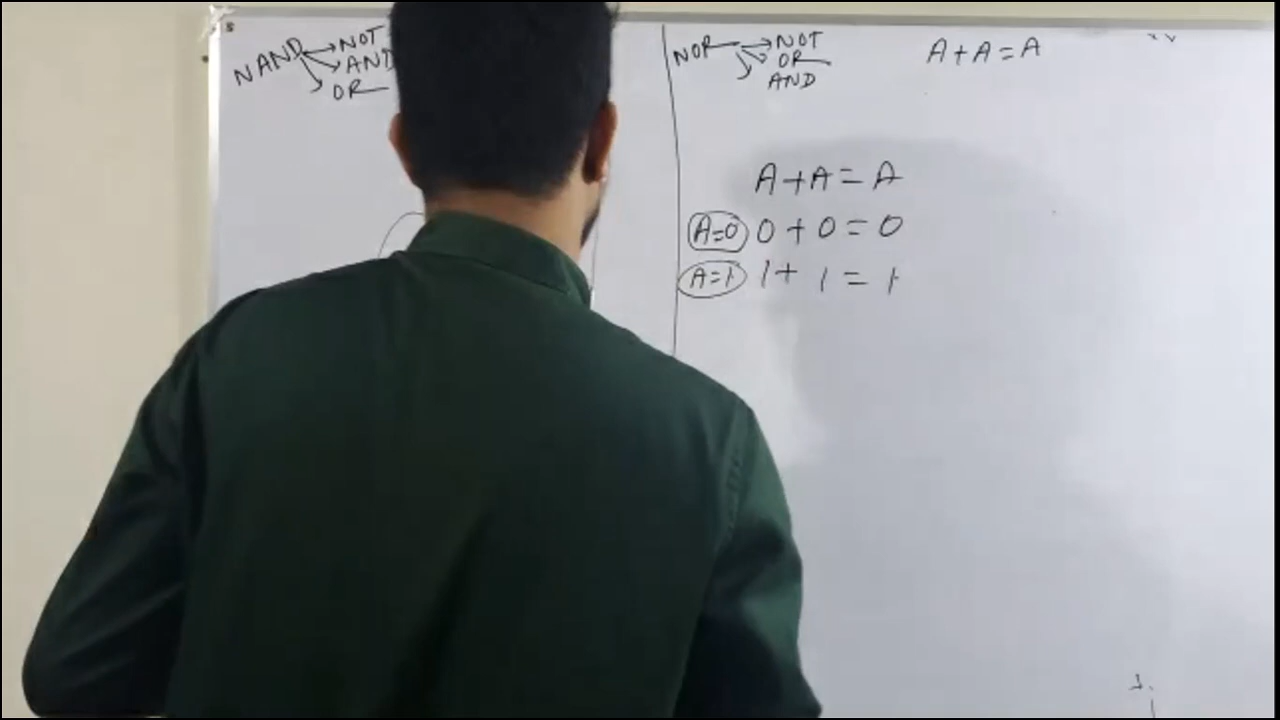 NAND → NOT
→ AND
→ OR
NOR → NOT
OR
AND
A+A=A
A+A=A
A=0 0+0=0
A=1 1+1=1